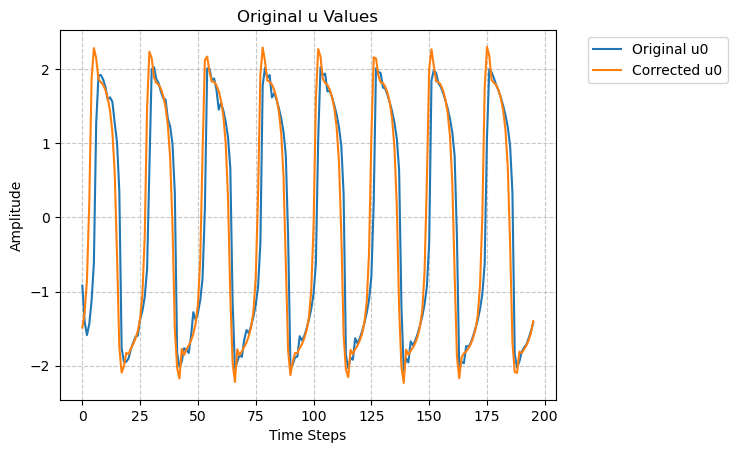 Original u Values
Original u0
Corrected u0
Amplitude
2
1
0
−1
−2
0 25 50 75 100 125 150 175 200
Time Steps